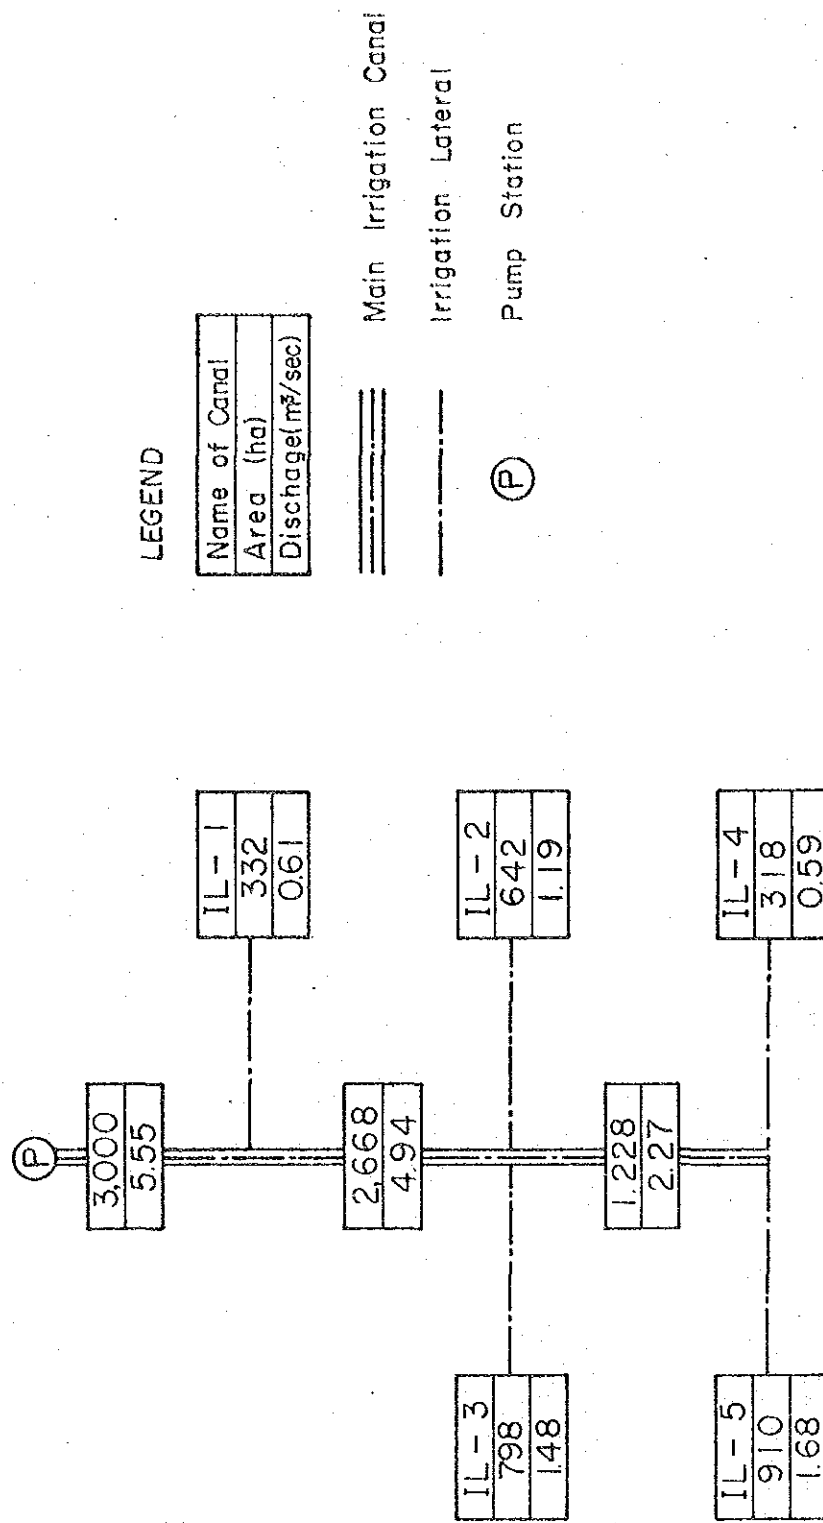 P
3,000
5.55
IL-1
332
0.61
2,668
4.94
IL-3
798
1.48
IL-2
642
1.19
1,228
2.27
IL-5
910
1.68
IL-4
318
0.59
LEGEND
Name of Canal
Area (ha)
Dischage(m³/sec)
Main Irrigation Canal
Irrigation Lateral
P Pump Station